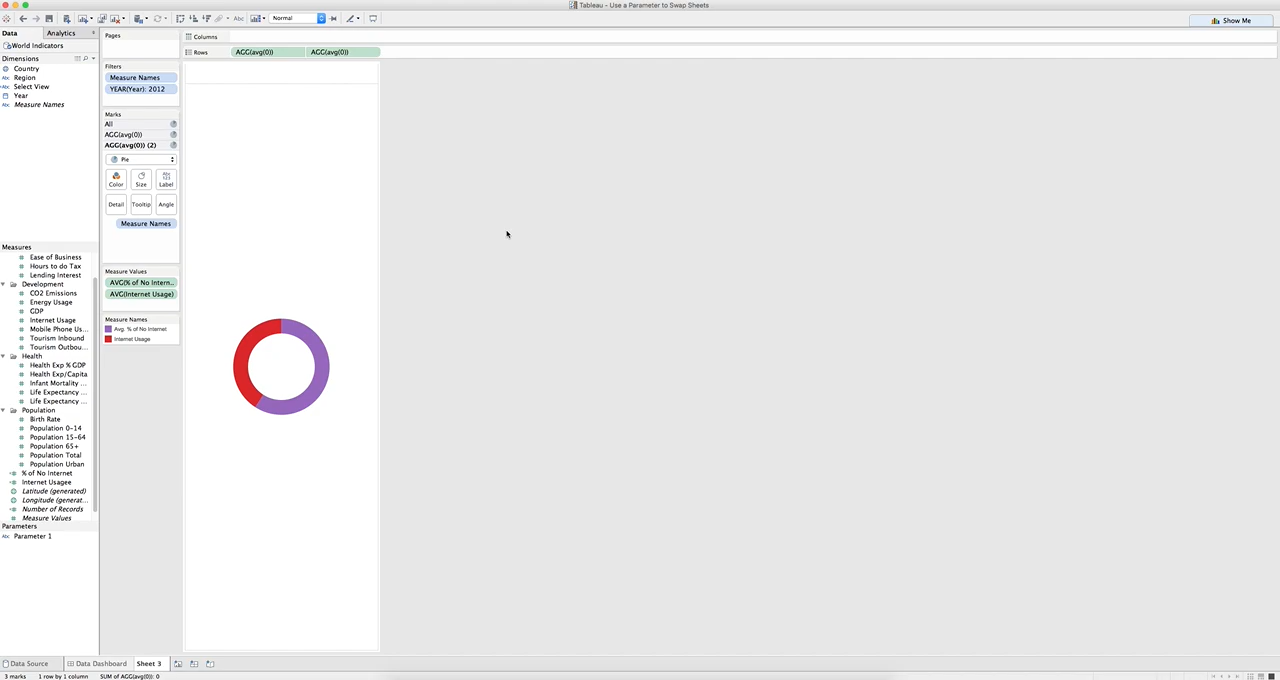 Tableau - Use a Parameter to Swap Sheets
Abc
Normal
Show Me
Data
Analytics
World Indicators
Dimensions
Country
Abc Region
Abc Select View
Year
Abc Measure Names
Measures
Ease of Business
Hours to do Tax
Lending Interest
Development
CO2 Emissions
Energy Usage
GDP
Internet Usage
Mobile Phone Us...
Tourism Inbound
Tourism Outbou...
Health
Health Exp % GDP
Health Exp/Capita
Infant Mortality ...
Life Expectancy ...
Life Expectancy ...
Population
Birth Rate
Population 0-14
Population 15-64
Population 65+
Population Total
Population Urban
% of No Internet
Internet Usagee
Latitude (generated)
Longitude (generat...
Number of Records
Measure Values
Parameters
Abc Parameter 1
Pages
Filters
Measure Names
YEAR(Year): 2012
Marks
All
AGG(avg(0))
AGG(avg(0)) (2)
Pie
Color
Size
Abc
123
Label
Detail
Tooltip
Angle
Measure Names
Measure Values
AVG(% of No Intern..
AVG(Internet Usage)
Measure Names
Avg. % of No Internet
Internet Usage
Columns
Rows
AGG(avg(0))
AGG(avg(0))
Data Source
Data Dashboard
Sheet 3
3 marks
1 row by 1 column
SUM of AGG(avg(0)): 0